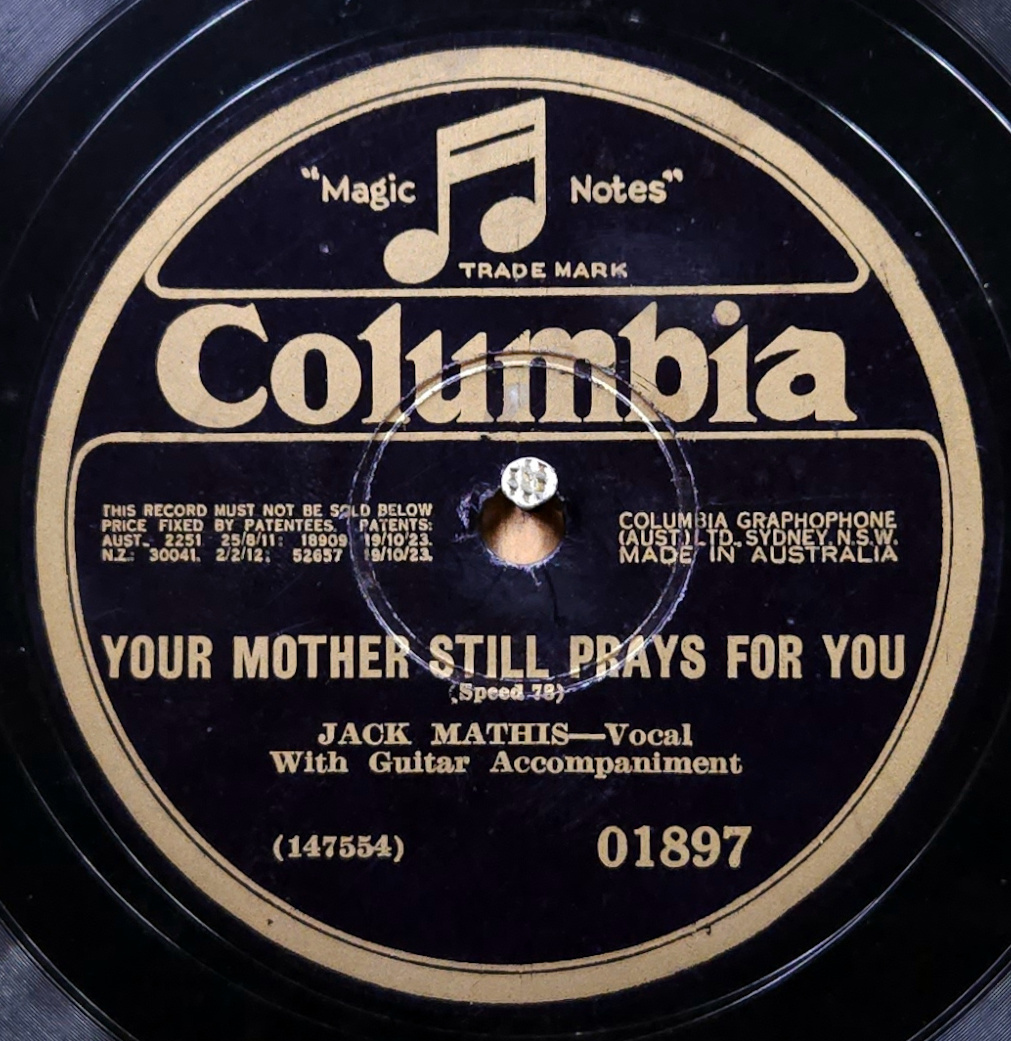 “Magic Notes”
TRADE MARK
Columbia
THIS RECORD MUST NOT BE SOLD BELOW
PRICE FIXED BY PATENTEES. PATENTS:
AUST. 2251 25/8/11: 18909 19/10/23.
N.Z.: 30041. 2/2/12; 52657 19/10/23.
COLUMBIA GRAPHOPHONE
(AUST) LTD. SYDNEY. N.S.W.
MADE IN AUSTRALIA
YOUR MOTHER STILL PRAYS FOR YOU
(Speed 78)
JACK MATHIS—Vocal
With Guitar Accompaniment
(147554)
01897